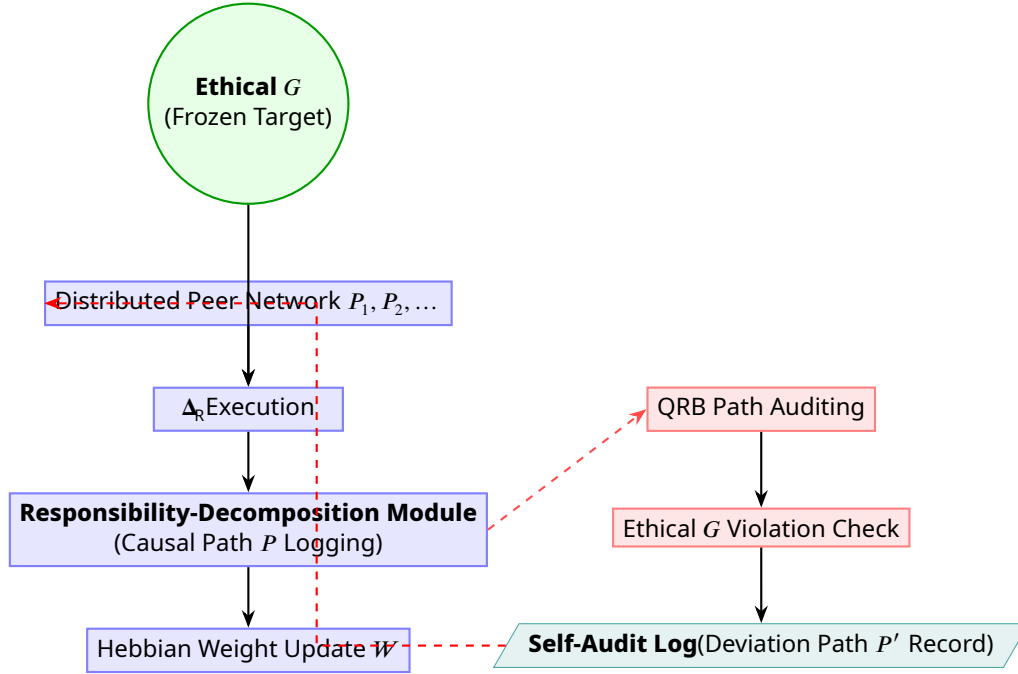 Ethical G
(Frozen Target)
Distributed Peer Network P₁, P₂, …
Δ_R Execution
QRB Path Auditing
Responsibility-Decomposition Module
(Causal Path P Logging)
Ethical G Violation Check
Hebbian Weight Update W
Self-Audit Log(Deviation Path P′ Record)